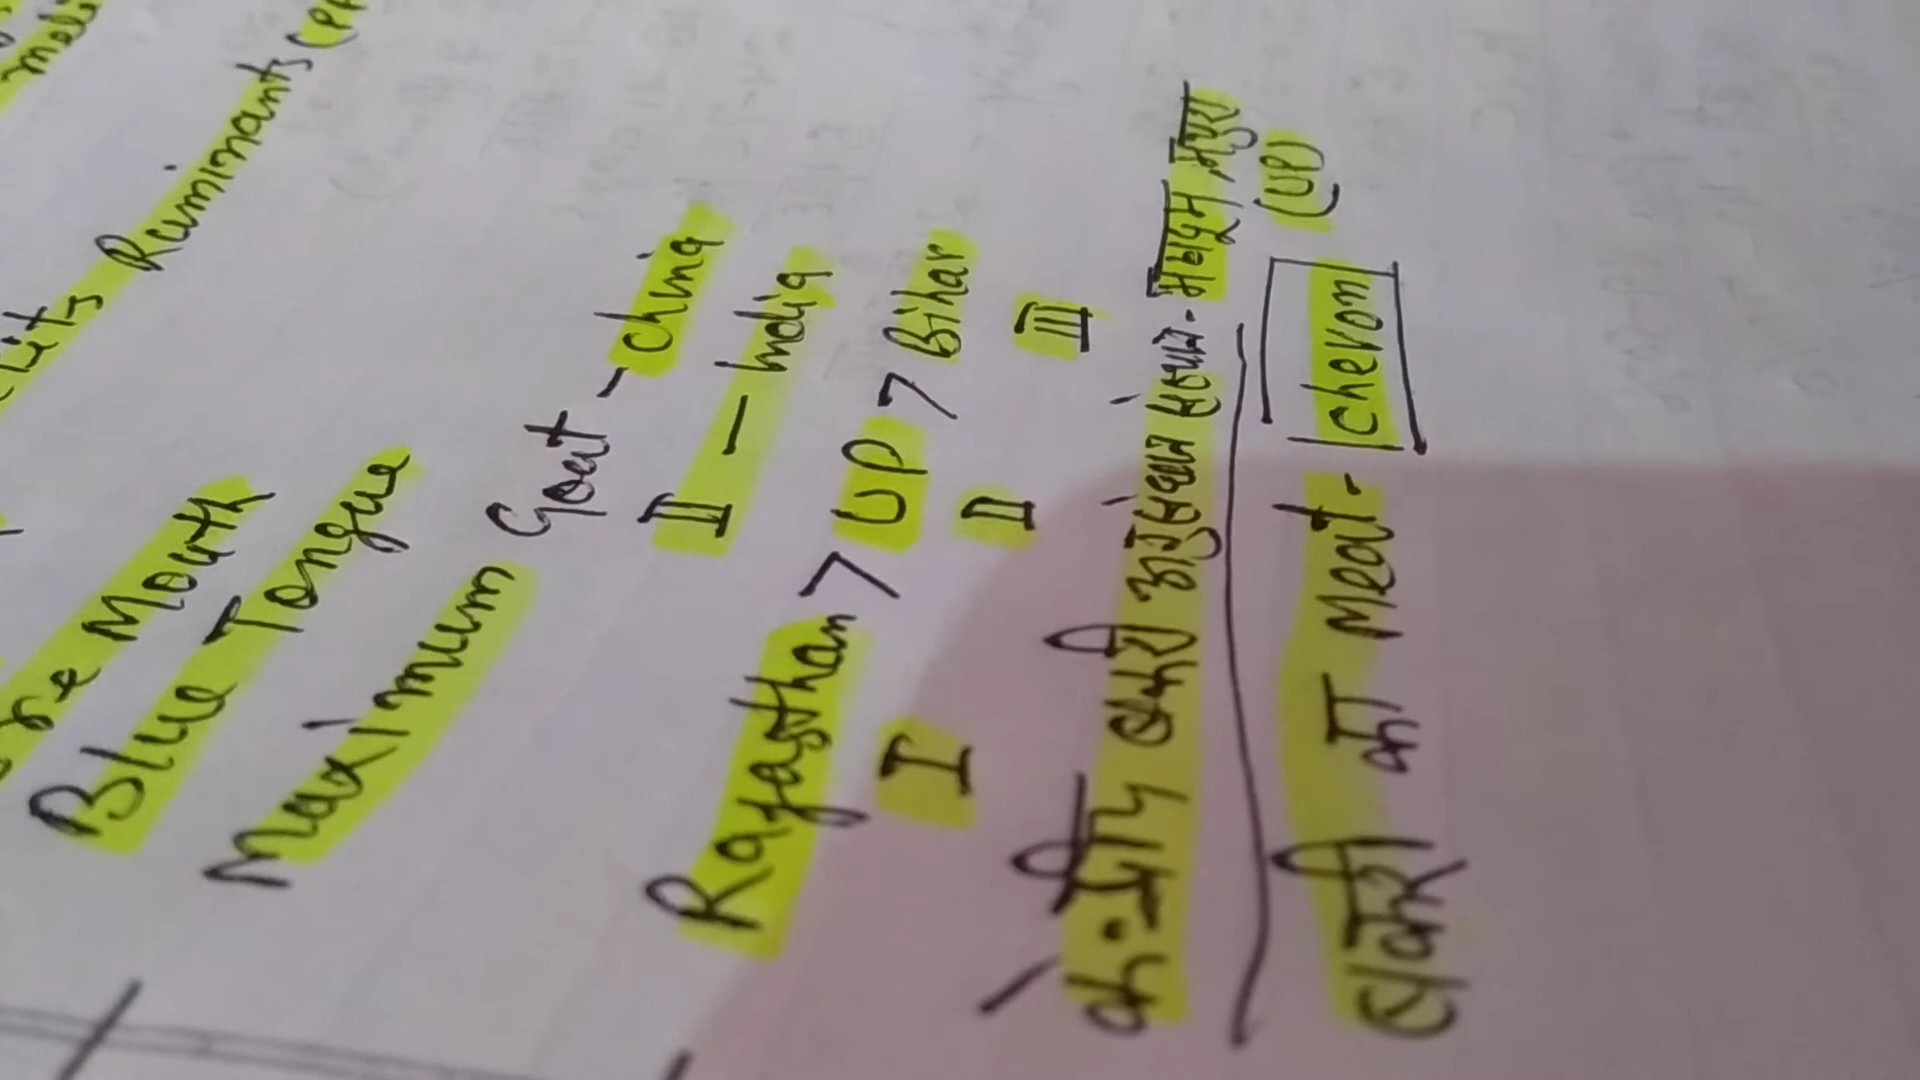 Ruminants (PP
Mouth
Blue Tongue
Maximum Goat - China
II - India
Rajasthan > UP > Bihar
I II III
केन्द्रीय बकरी अनुसंधान संस्थान - मखदूम, मथुरा
(UP)
बकरी का Meat - Chevon